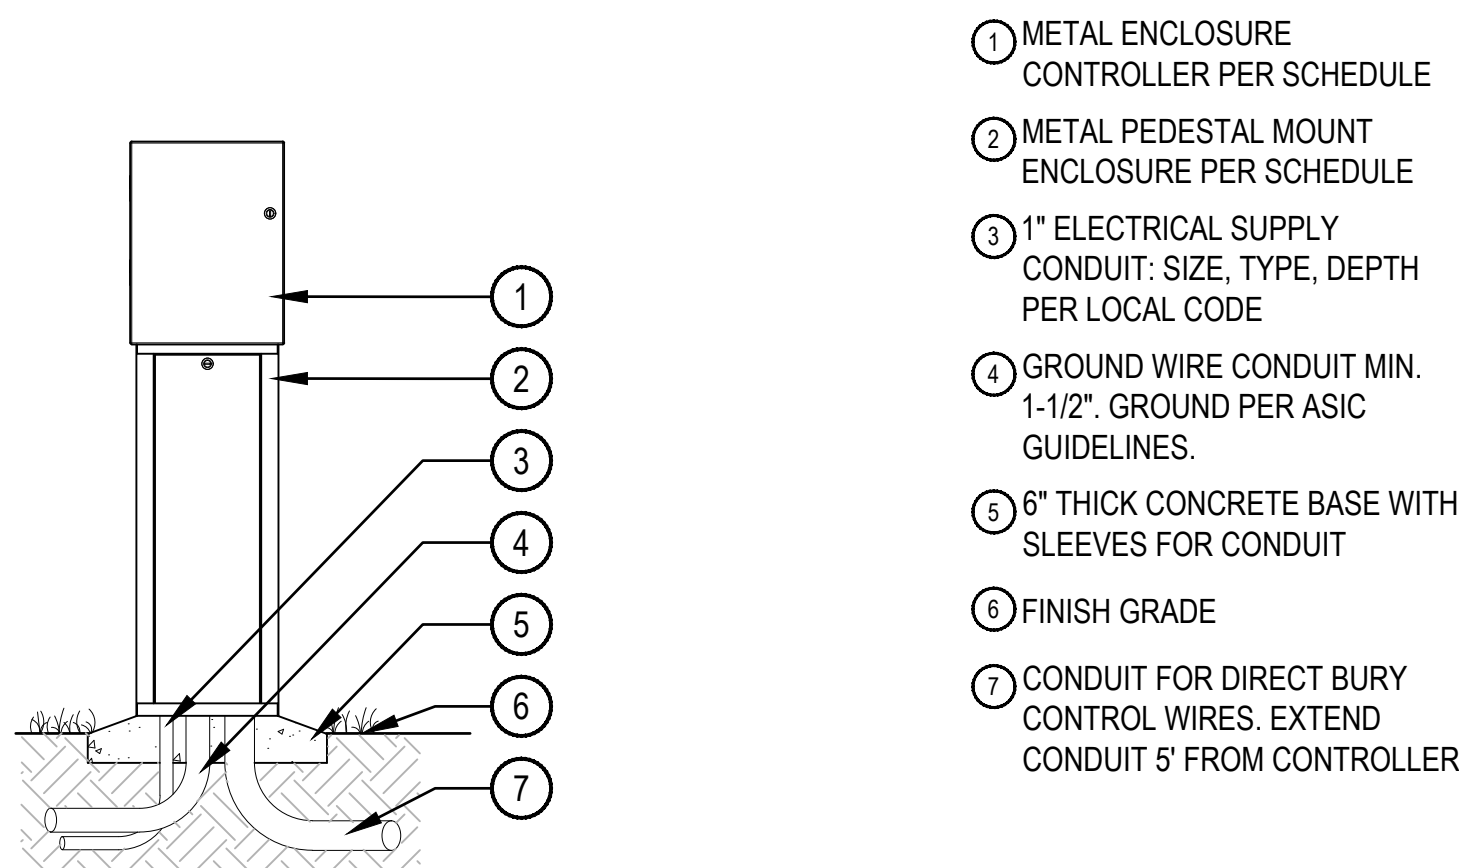 1
2
3
4
5
6
7
1 METAL ENCLOSURE
CONTROLLER PER SCHEDULE
2 METAL PEDESTAL MOUNT
ENCLOSURE PER SCHEDULE
3 1" ELECTRICAL SUPPLY
CONDUIT: SIZE, TYPE, DEPTH
PER LOCAL CODE
4 GROUND WIRE CONDUIT MIN.
1-1/2". GROUND PER ASIC
GUIDELINES.
5 6" THICK CONCRETE BASE WITH
SLEEVES FOR CONDUIT
6 FINISH GRADE
7 CONDUIT FOR DIRECT BURY
CONTROL WIRES. EXTEND
CONDUIT 5' FROM CONTROLLER